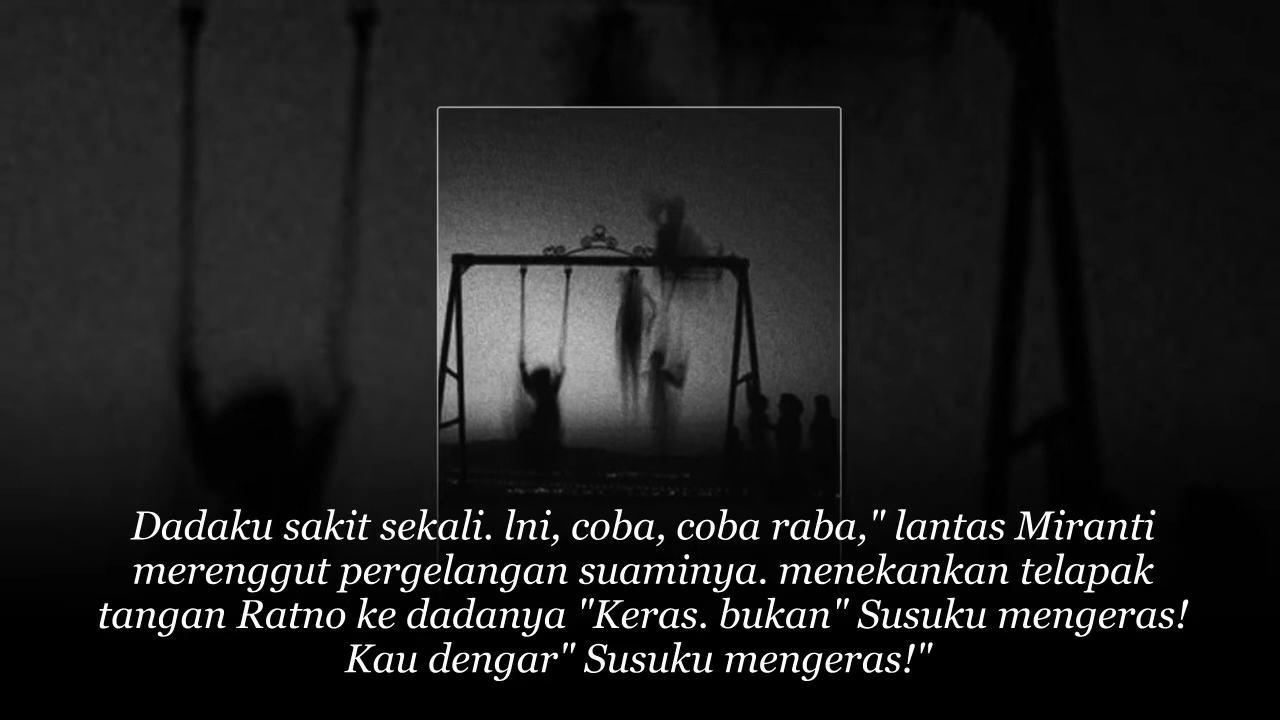 Dadaku sakit sekali. lni, coba, coba raba," lantas Miranti
merenggut pergelangan suaminya. menekankan telapak
tangan Ratno ke dadanya "Keras. bukan" Susuku mengeras!
Kau dengar" Susuku mengeras!"